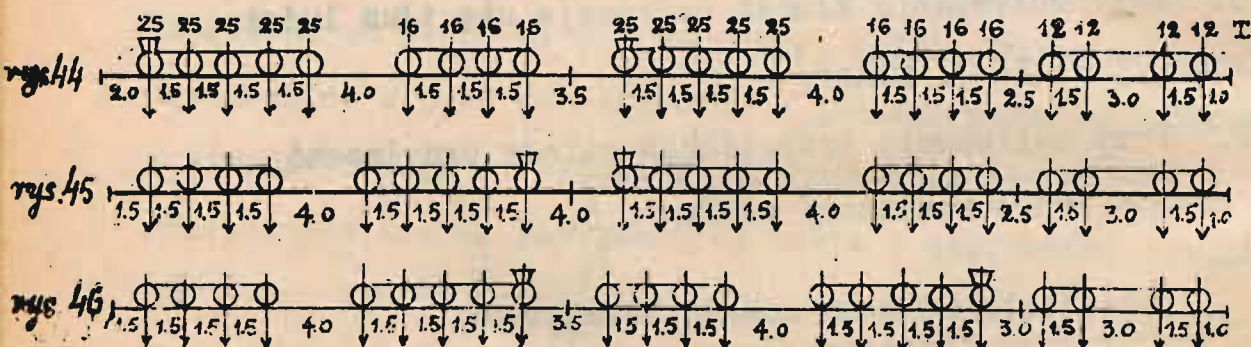 25 25 25 25 25 16 16 16 16 25 25 25 25 25 16 16 16 16 12 12 12 12 T
rys.44
2.0 1.5 1.5 1.5 1.5 4.0 1.5 1.5 1.5 3.5 1.5 1.5 1.5 1.5 4.0 1.5 1.5 1.5 2.5 1.5 3.0 1.5 1.0
rys.45
1.5 1.5 1.5 1.5 4.0 1.5 1.5 1.5 1.5 4.0 1.5 1.5 1.5 1.5 4.0 1.5 1.5 1.5 2.5 1.5 3.0 1.5 1.0
rys 46
1.5 1.5 1.5 1.5 4.0 1.5 1.5 1.5 1.5 3.5 1.5 1.5 1.5 4.0 1.5 1.5 1.5 1.5 3.0 1.5 3.0 1.5 1.0